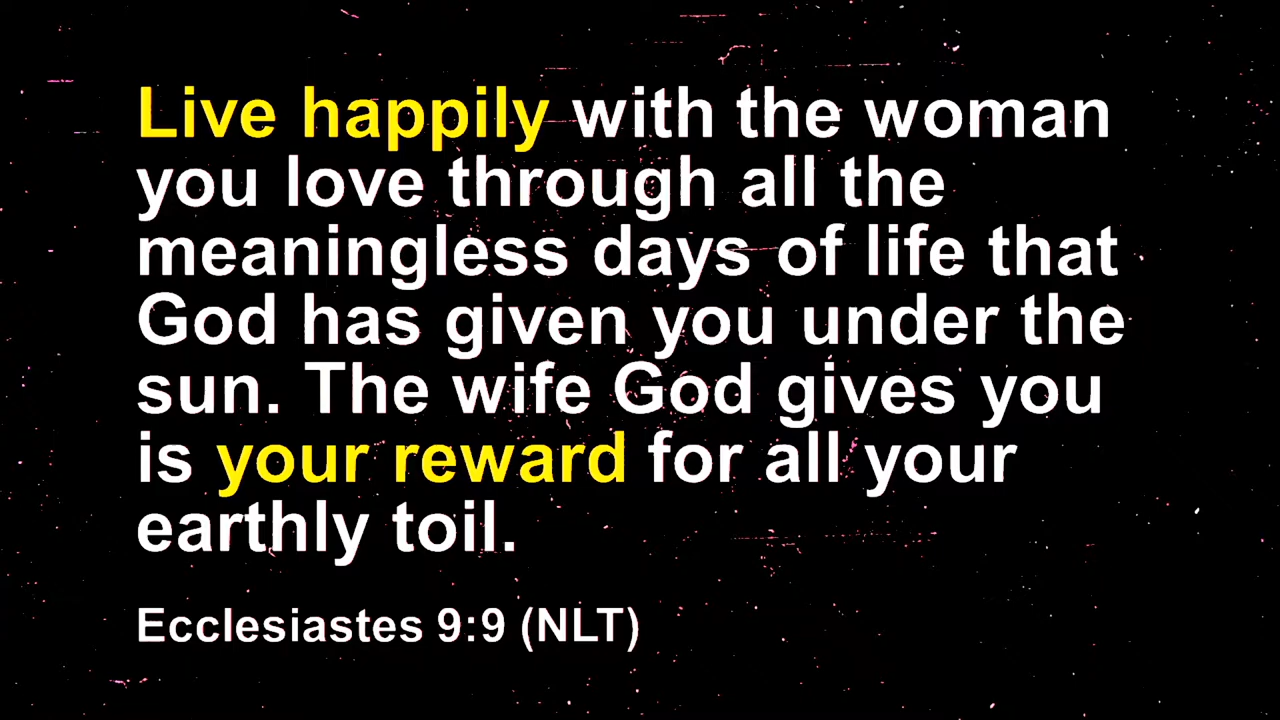 Live happily with the woman
you love through all the
meaningless days of life that
God has given you under the
sun. The wife God gives you
is your reward for all your
earthly toil.
Ecclesiastes 9:9 (NLT)